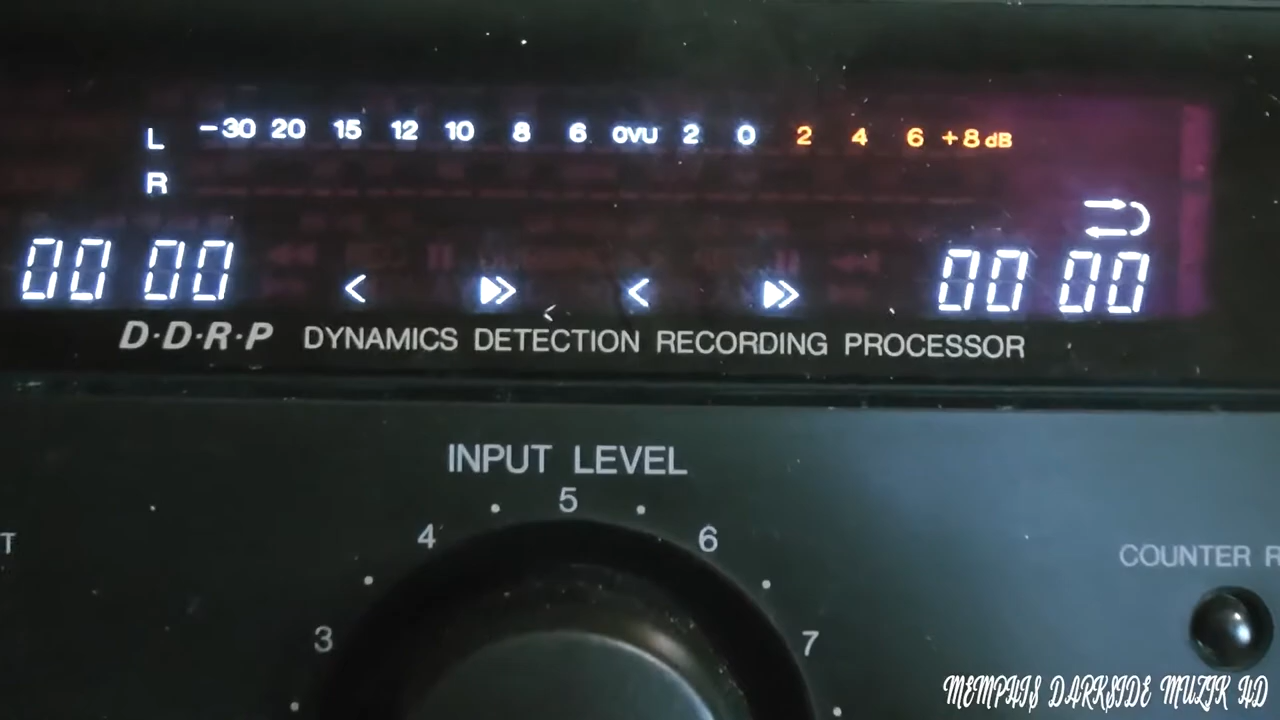 L -30 20 15 12 10 8 6 0VU 2 0 2 4 6 +8dB
R
00 00 00 00
D·D·R·P DYNAMICS DETECTION RECORDING PROCESSOR
INPUT LEVEL
5
4 6
3 7
T
COUNTER R
MEMPHIS DARKSIDE MUZIK HD